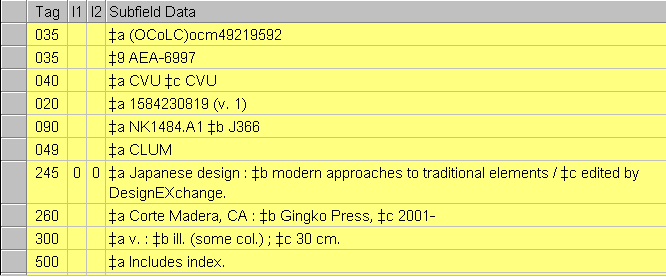 Tag I1 I2 Subfield Data
035 ‡a (OCoLC)ocm49219592
035 ‡9 AEA-6997
040 ‡a CVU ‡c CVU
020 ‡a 1584230819 (v. 1)
090 ‡a NK1484.A1 ‡b J366
049 ‡a CLUM
245 0 0 ‡a Japanese design : ‡b modern approaches to traditional elements / ‡c edited by
DesignEXchange.
260 ‡a Corte Madera, CA : ‡b Gingko Press, ‡c 2001-
300 ‡a v. : ‡b ill. (some col.) ; ‡c 30 cm.
500 ‡a Includes index.